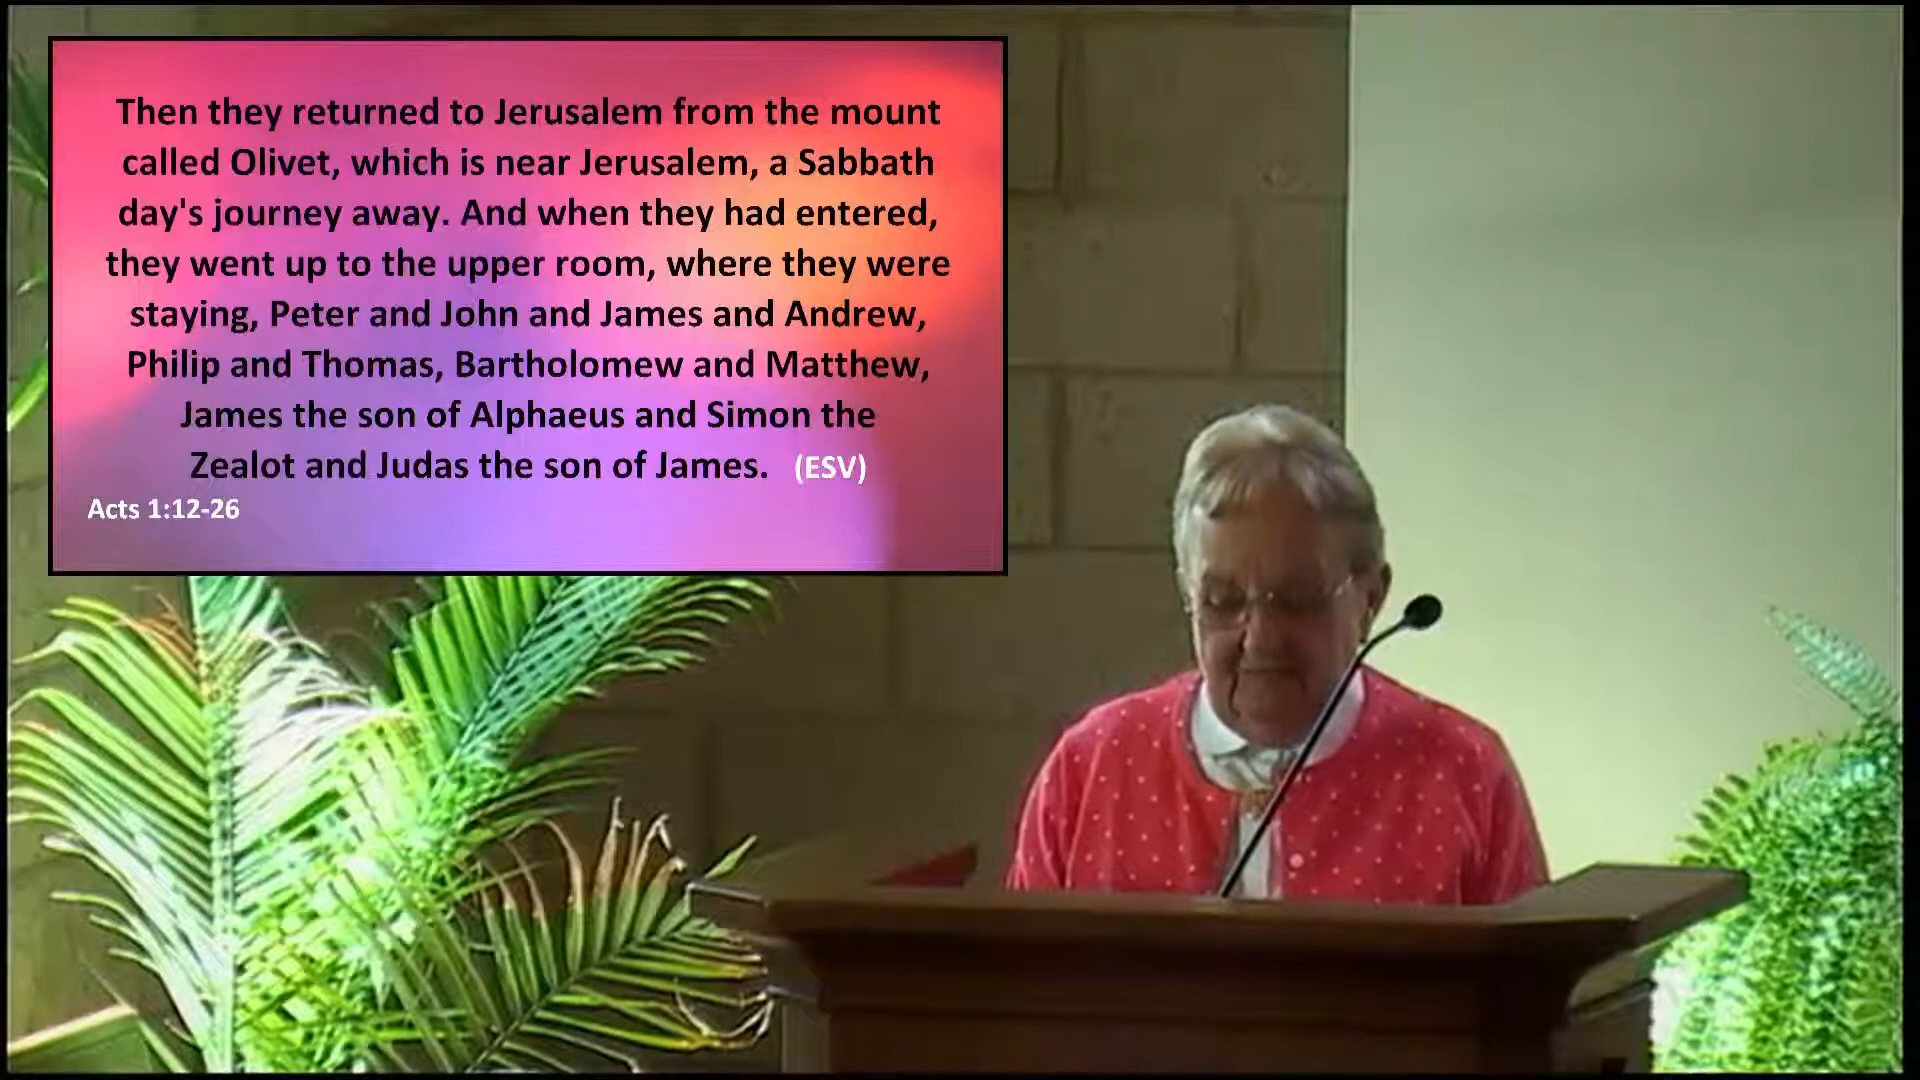 Then they returned to Jerusalem from the mount
called Olivet, which is near Jerusalem, a Sabbath
day's journey away. And when they had entered,
they went up to the upper room, where they were
staying, Peter and John and James and Andrew,
Philip and Thomas, Bartholomew and Matthew,
James the son of Alphaeus and Simon the
Zealot and Judas the son of James. (ESV)
Acts 1:12-26